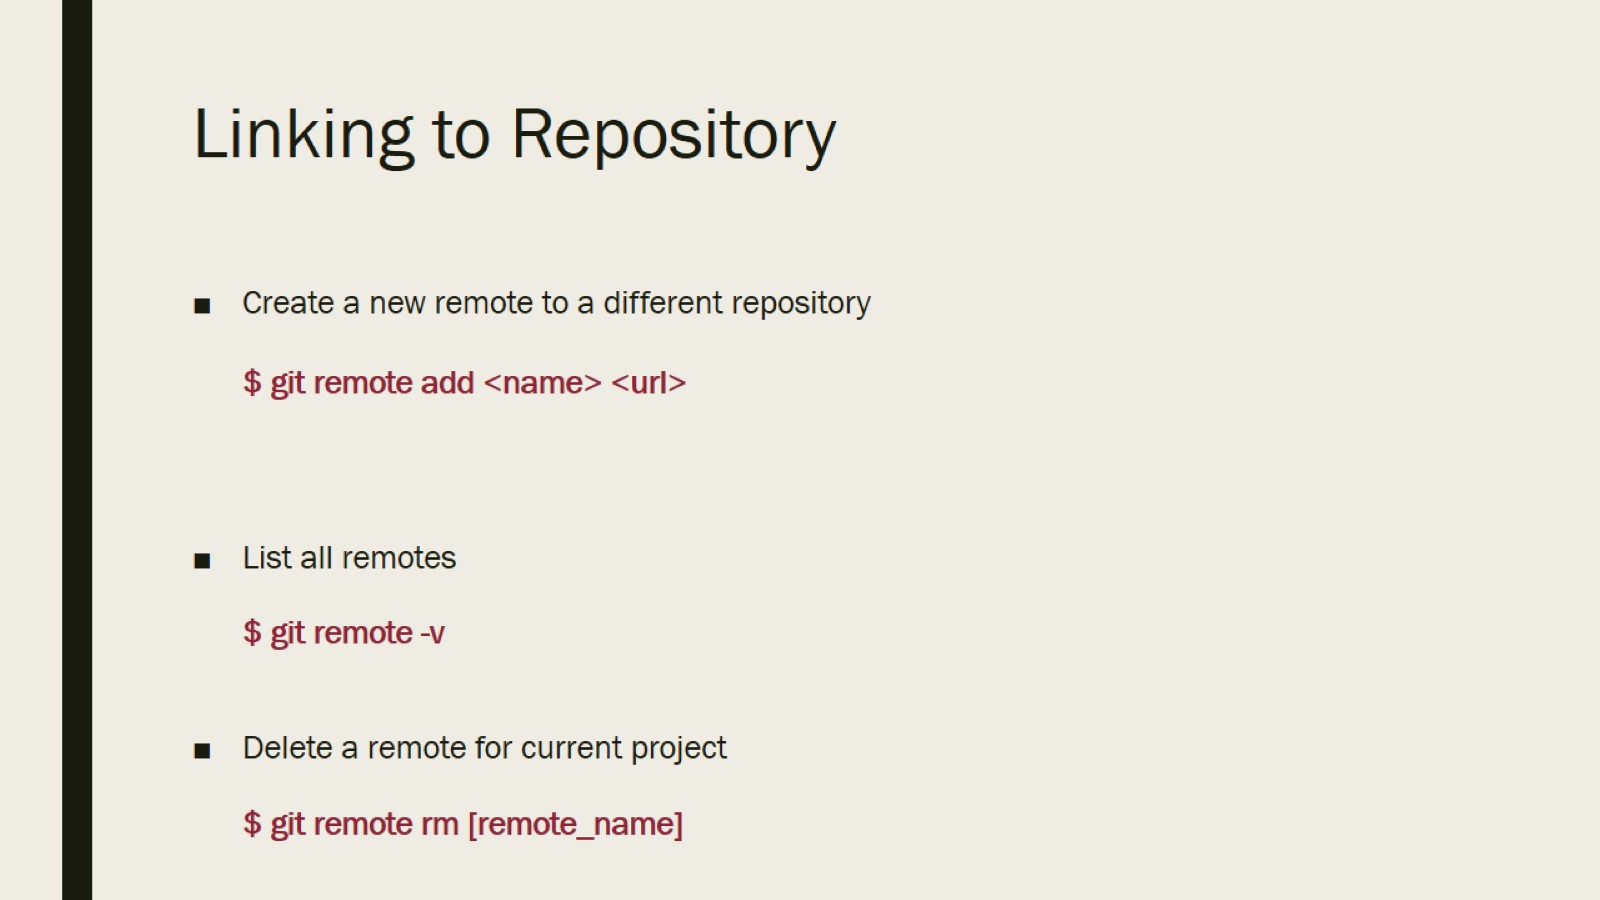 Linking to Repository
■ Create a new remote to a different repository
$ git remote add <name> <url>
■ List all remotes
$ git remote -v
■ Delete a remote for current project
$ git remote rm [remote_name]